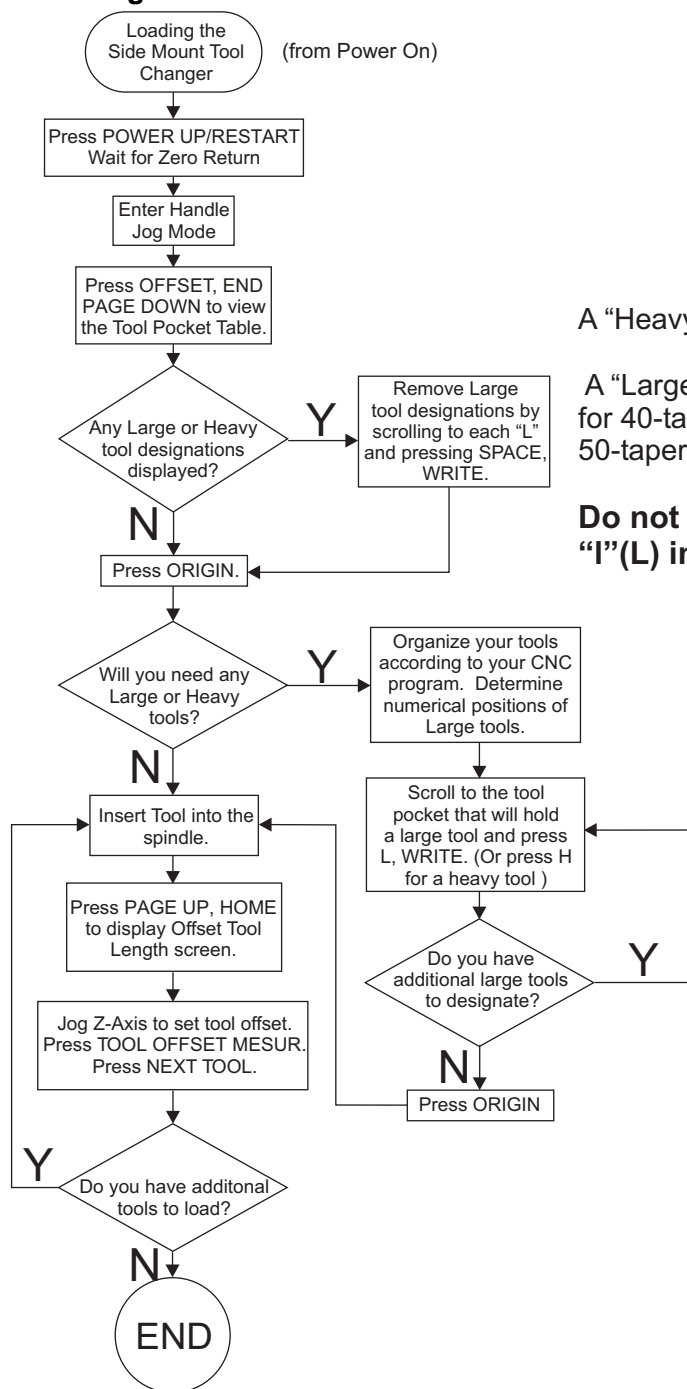 Loading the
Side Mount Tool
Changer
(from Power On)
Press POWER UP/RESTART
Wait for Zero Return
Enter Handle
Jog Mode
Press OFFSET, END
PAGE DOWN to view
the Tool Pocket Table.
A “Heavy
Any Large or Heavy
tool designations
displayed?
Y
N
Remove Large
tool designations by
scrolling to each “L”
and pressing SPACE,
WRITE.
A “Large
for 40-ta
50-taper
Do not
“l”(L) in
Press ORIGIN.
Will you need any
Large or Heavy
tools?
Y
N
Organize your tools
according to your CNC
program. Determine
numerical positions of
Large tools.
Scroll to the tool
pocket that will hold
a large tool and press
L, WRITE. (Or press H
for a heavy tool )
Do you have
additional large tools
to designate?
Y
N
Press ORIGIN
Insert Tool into the
spindle.
Press PAGE UP, HOME
to display Offset Tool
Length screen.
Jog Z-Axis to set tool offset.
Press TOOL OFFSET MESUR.
Press NEXT TOOL.
Do you have additonal
tools to load?
Y
N
END